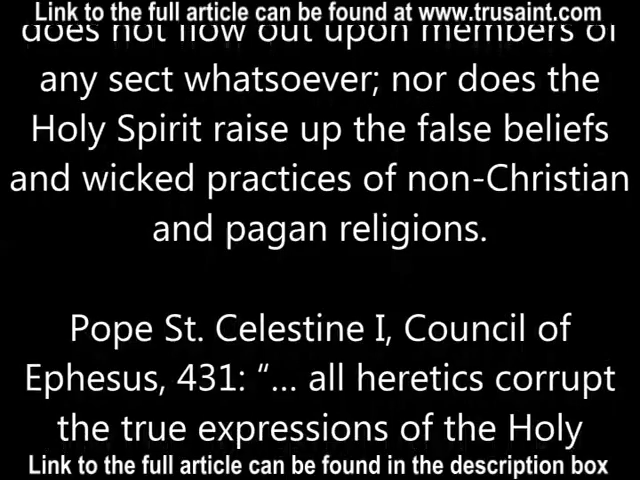 Link to the full article can be found at www.trusaint.com
does not flow out upon members of
any sect whatsoever; nor does the
Holy Spirit raise up the false beliefs
and wicked practices of non-Christian
and pagan religions.
Pope St. Celestine I, Council of
Ephesus, 431: “... all heretics corrupt
the true expressions of the Holy
Link to the full article can be found in the description box